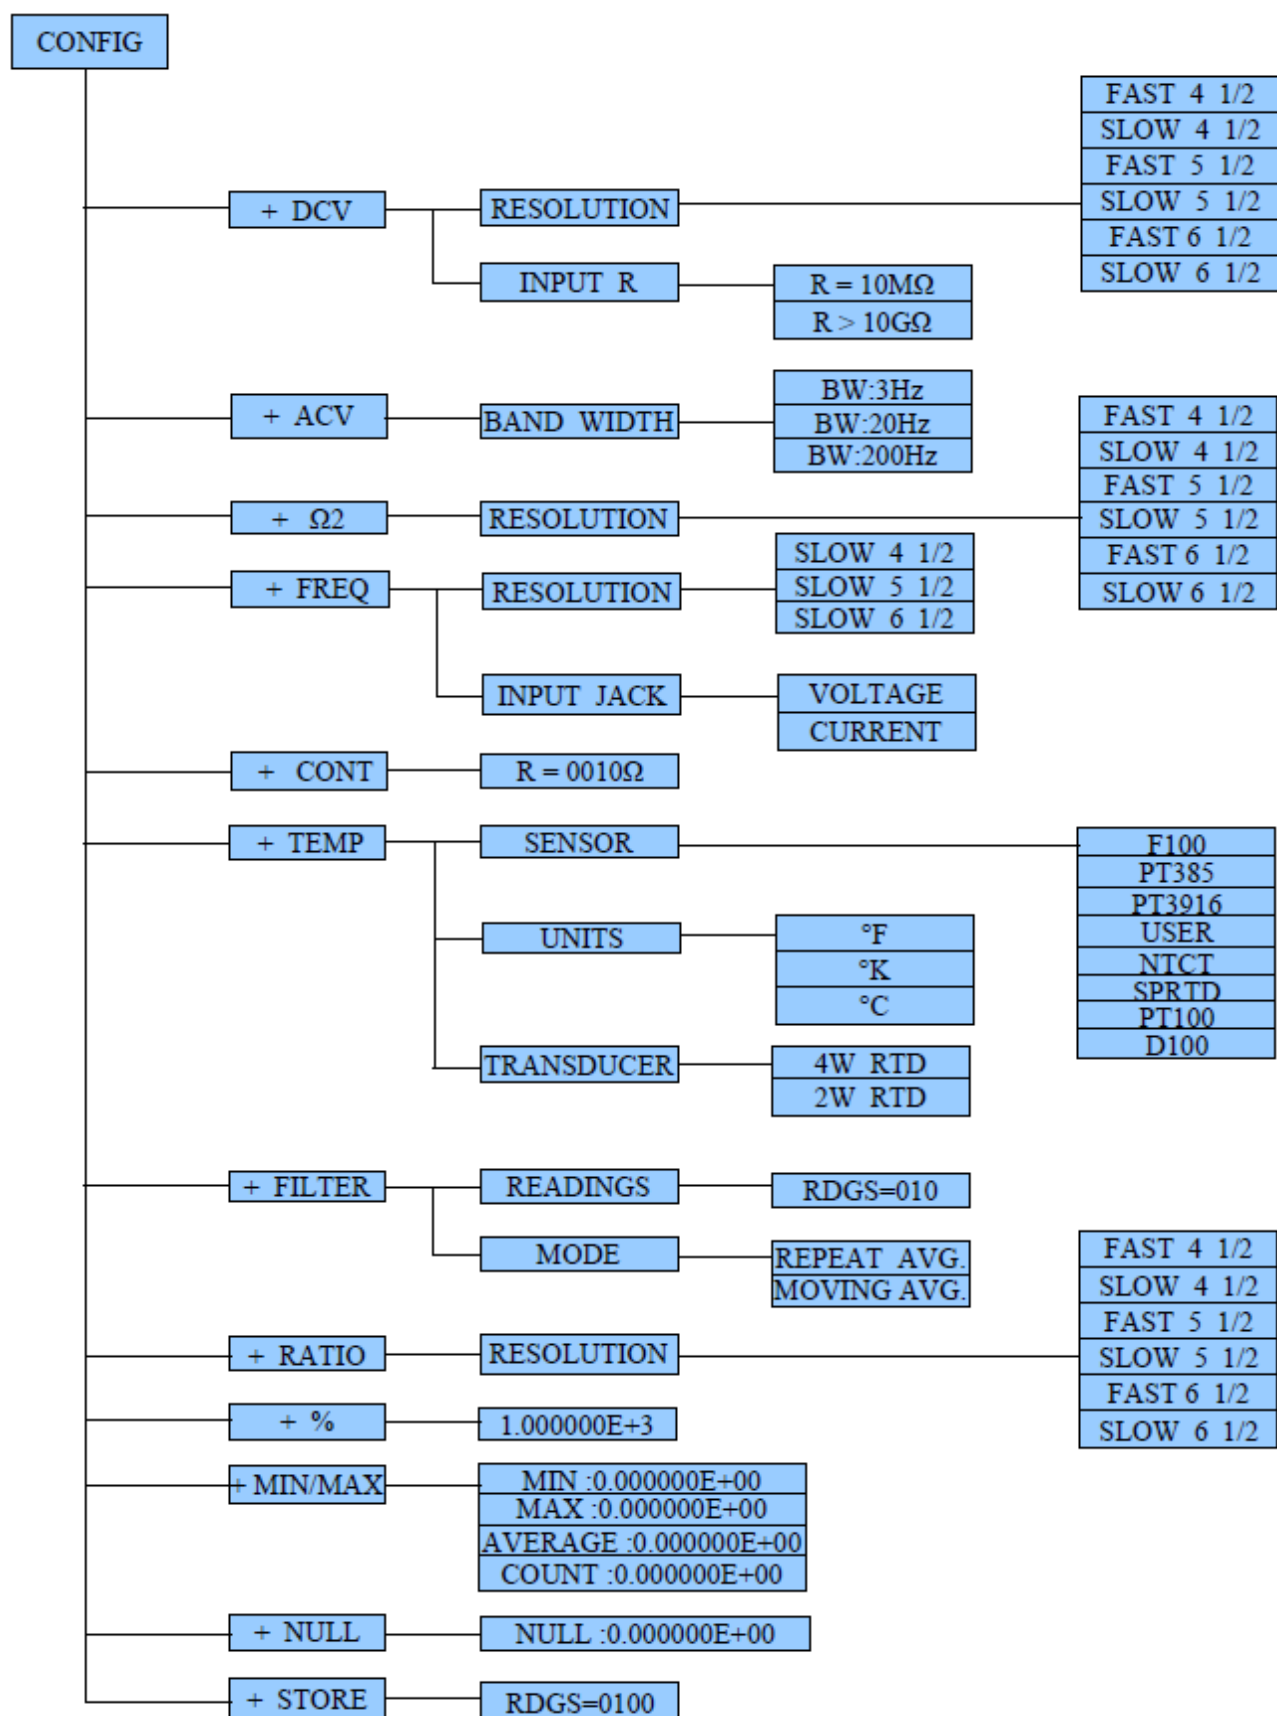 CONFIG
+ DCV
RESOLUTION
FAST 4 1/2
SLOW 4 1/2
FAST 5 1/2
SLOW 5 1/2
FAST 6 1/2
SLOW 6 1/2
INPUT R
R = 10MΩ
R > 10GΩ
+ ACV
BAND WIDTH
BW:3Hz
BW:20Hz
BW:200Hz
+ Ω2
RESOLUTION
FAST 4 1/2
SLOW 4 1/2
FAST 5 1/2
SLOW 5 1/2
FAST 6 1/2
SLOW 6 1/2
+ FREQ
RESOLUTION
SLOW 4 1/2
SLOW 5 1/2
SLOW 6 1/2
INPUT JACK
VOLTAGE
CURRENT
+ CONT
R = 0010Ω
+ TEMP
SENSOR
F100
PT385
PT3916
USER
NTCT
SPRTD
PT100
D100
UNITS
°F
°K
°C
TRANSDUCER
4W RTD
2W RTD
+ FILTER
READINGS
RDGS=010
MODE
REPEAT AVG.
MOVING AVG.
+ RATIO
RESOLUTION
FAST 4 1/2
SLOW 4 1/2
FAST 5 1/2
SLOW 5 1/2
FAST 6 1/2
SLOW 6 1/2
+ %
1.000000E+3
+ MIN/MAX
MIN :0.000000E+00
MAX :0.000000E+00
AVERAGE :0.000000E+00
COUNT :0.000000E+00
+ NULL
NULL :0.000000E+00
+ STORE
RDGS=0100